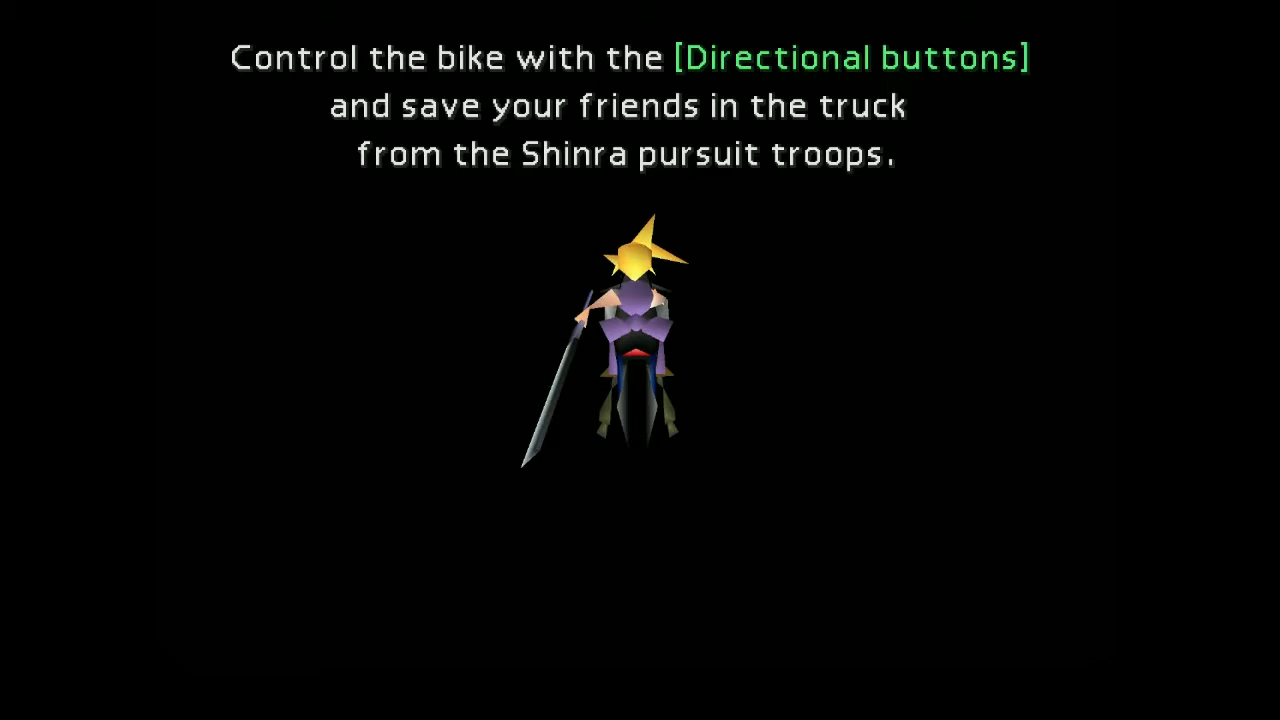 Control the bike with the [Directional buttons]
and save your friends in the truck
from the Shinra pursuit troops.